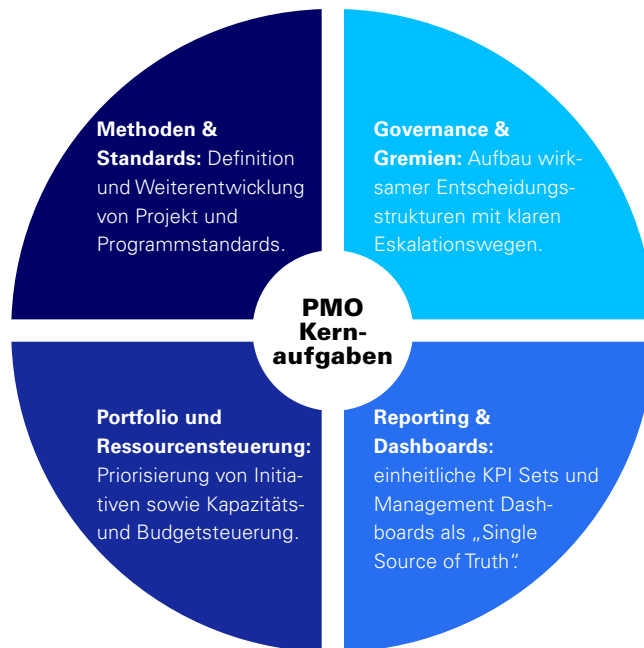 Methoden &
Standards: Definition
und Weiterentwicklung
von Projekt und
Programmstandards.
Governance &
Gremien: Aufbau wirk-
samer Entscheidungs-
strukturen mit klaren
Eskalationswegen.
PMO
Kern-
aufgaben
Portfolio und
Ressourcensteuerung:
Priorisierung von Initia-
tiven sowie Kapazitäts-
und Budgetsteuerung.
Reporting &
Dashboards:
einheitliche KPI Sets und
Management Dash-
boards als „Single
Source of Truth“.